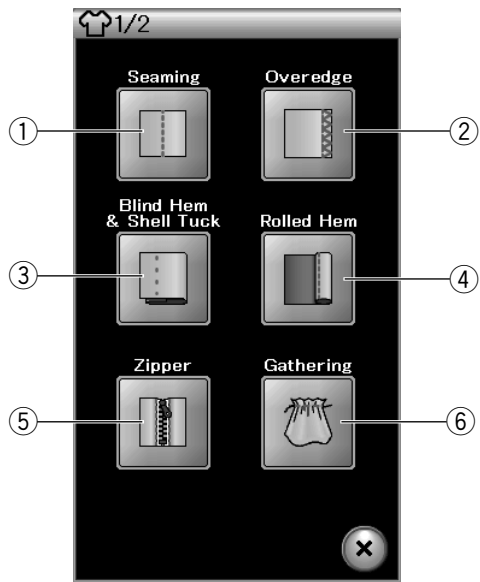 1/2
Seaming
Overedge
① ②
Blind Hem
& Shell Tuck
Rolled Hem
③ ④
Zipper
Gathering
⑤ ⑥